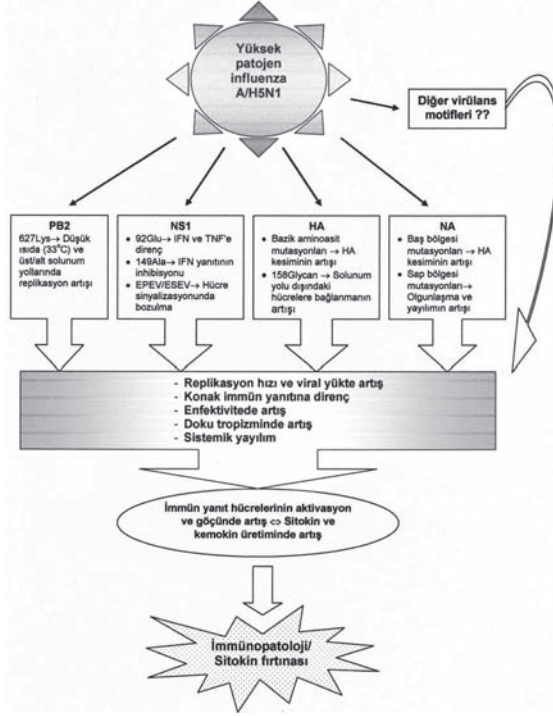 Yüksek
patojen
influenza
A/H5N1
Diğer virülans
motifleri ??
PB2
627Lys→ Düşük
ısıda (33°C) ve
üst/alt solunum
yollarında
replikasyon artışı
NS1
• 92Glu→ IFN ve TNF'e
direnç
• 149Ala→ IFN yanıtının
inhibisyonu
• EPEV/ESEV→ Hücre
sinyalizasyonunda
bozulma
HA
• Bazik aminoasit
mutasyonları → HA
kesiminin artışı
• 158Glycan → Solunum
yolu dışındaki
hücrelere bağlanmanın
artışı
NA
• Baş bölgesi
mutasyonları → HA
kesiminin artışı
• Sap bölgesi
mutasyonları→
Olgunlaşma ve
yayılımın artışı
- Replikasyon hızı ve viral yükte artış
- Konak immün yanıtına direnç
- Enfektivitede artış
- Doku tropizminde artış
- Sistemik yayılım
İmmün yanıt hücrelerinin aktivasyon
ve göçünde artış ⇔ Sitokin ve
kemokin üretiminde artış
İmmünopatoloji/
Sitokin fırtınası